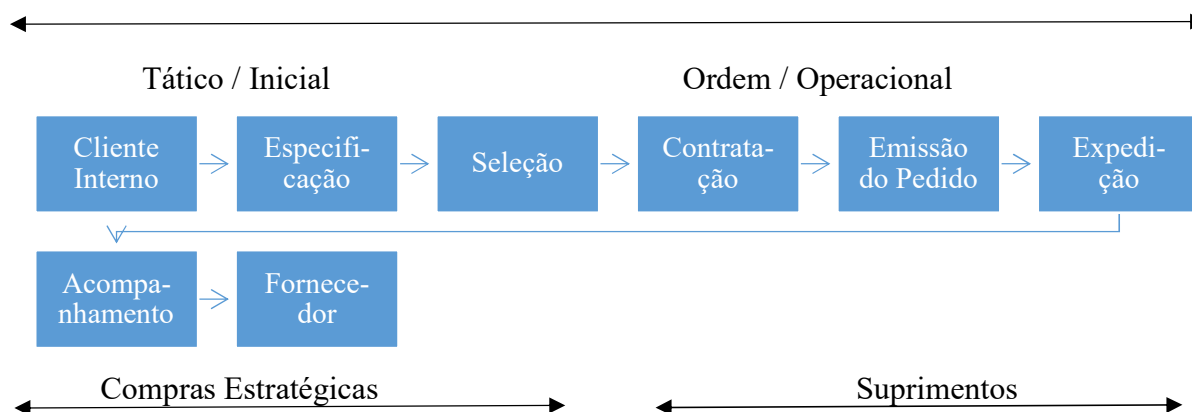 Tático / Inicial
Ordem / Operacional
Cliente
Interno
Especifi-
cação
Seleção
Contrata-
ção
Emissão
do Pedido
Expedi-
ção
Acompa-
nhamento
Fornece-
dor
Compras Estratégicas
Suprimentos